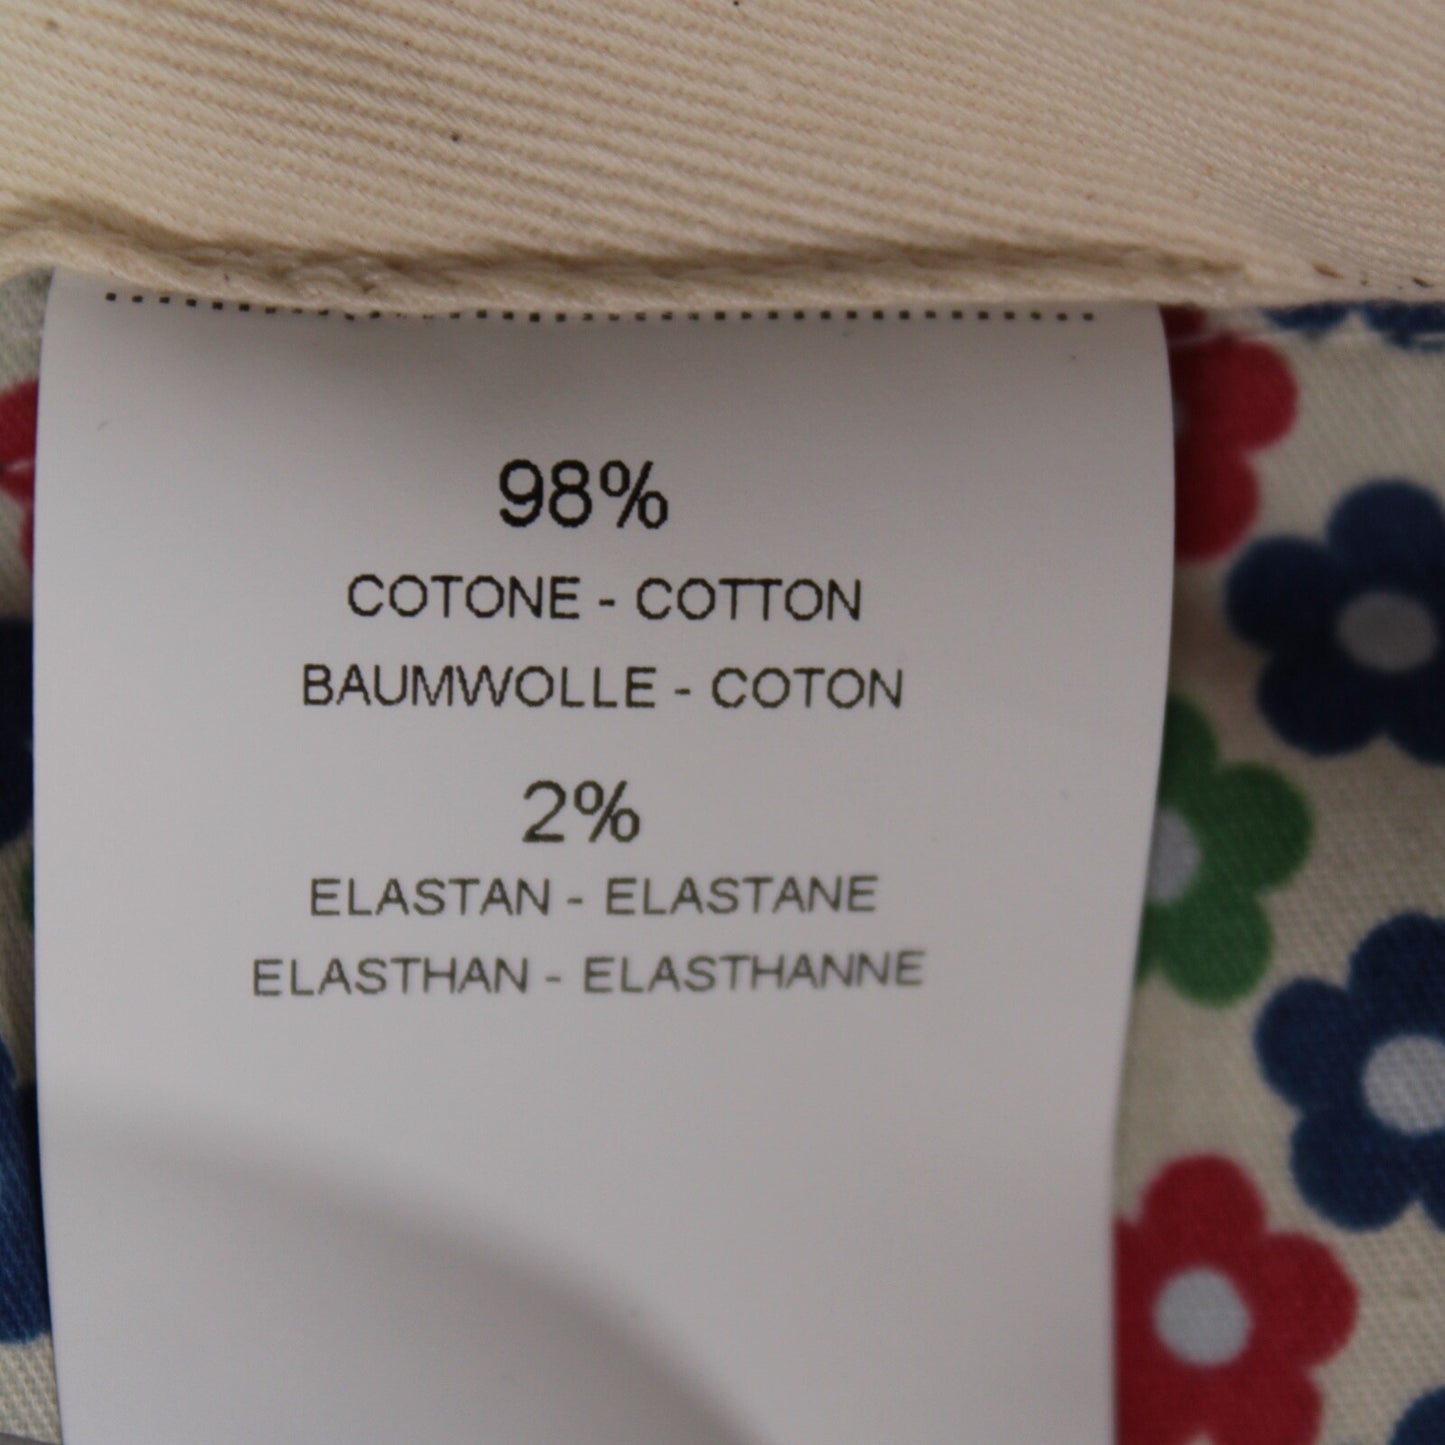 98%
COTONE - COTTON
BAUMWOLLE - COTON
2%
ELASTAN - ELASTANE
ELASTHAN - ELASTHANNE